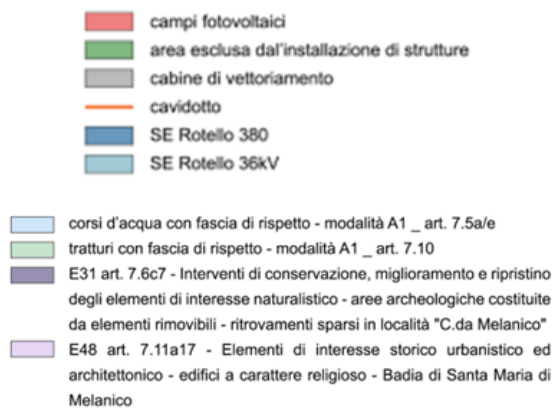 campi fotovoltaici
area esclusa dal'installazione di strutture
cabine di vettoriamento
cavidotto
SE Rotello 380
SE Rotello 36kV
corsi d'acqua con fascia di rispetto - modalità A1 _ art. 7.5a/e
tratturi con fascia di rispetto - modalità A1 _ art. 7.10
E31 art. 7.6c7 - Interventi di conservazione, miglioramento e ripristino
degli elementi di interesse naturalistico - aree archeologiche costituite
da elementi rimovibili - ritrovamenti sparsi in località "C.da Melanico"
E48 art. 7.11a17 - Elementi di interesse storico urbanistico ed
architettonico - edifici a carattere religioso - Badia di Santa Maria di
Melanico